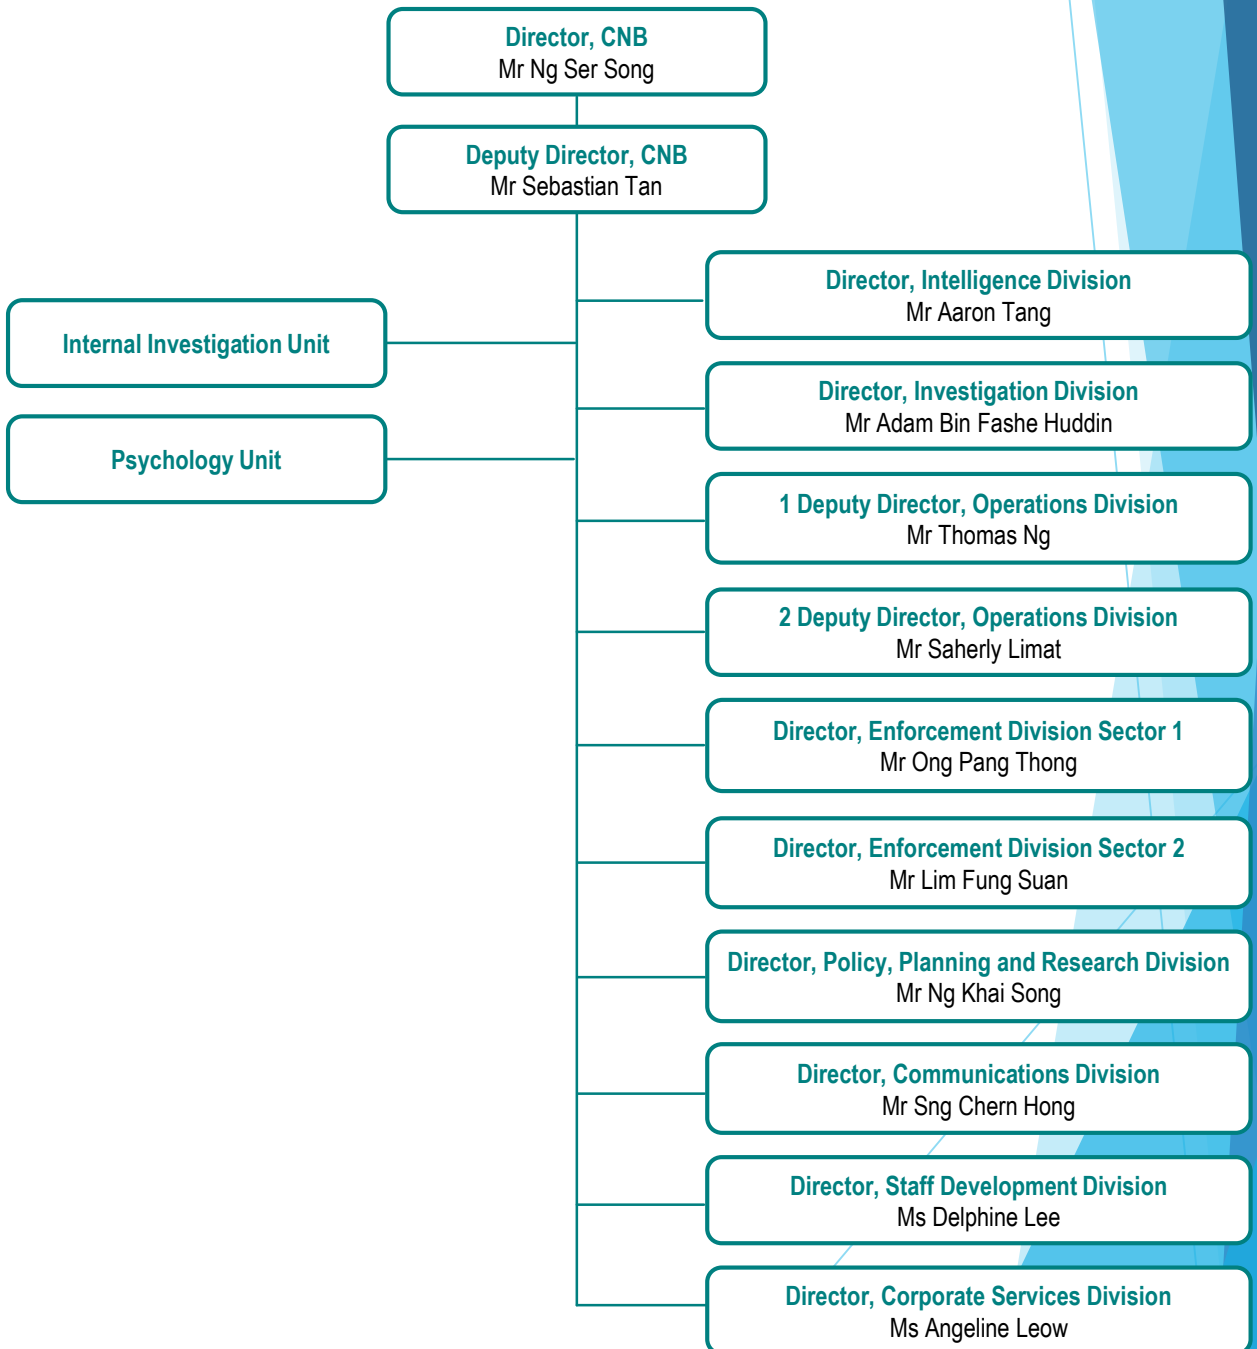 Director, CNB
Mr Ng Ser Song
Deputy Director, CNB
Mr Sebastian Tan
Internal Investigation Unit
Psychology Unit
Director, Intelligence Division
Mr Aaron Tang
Director, Investigation Division
Mr Adam Bin Fashe Huddin
1 Deputy Director, Operations Division
Mr Thomas Ng
2 Deputy Director, Operations Division
Mr Saherly Limat
Director, Enforcement Division Sector 1
Mr Ong Pang Thong
Director, Enforcement Division Sector 2
Mr Lim Fung Suan
Director, Policy, Planning and Research Division
Mr Ng Khai Song
Director, Communications Division
Mr Sng Chern Hong
Director, Staff Development Division
Ms Delphine Lee
Director, Corporate Services Division
Ms Angeline Leow